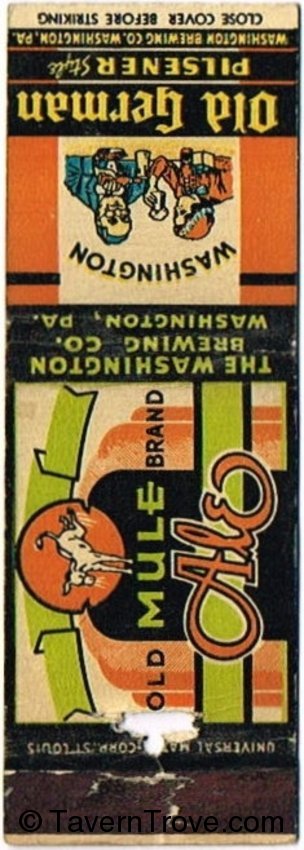 CLOSE COVER BEFORE STRIKING
WASHINGTON BREWING CO. WASHINGTON, PA.
PILSENER Style
Old German
WASHINGTON
THE WASHINGTON
BREWING CO.
WASHINGTON, PA.
OLD MULE BRAND
Ale
UNIVERSAL CORP. ST. LOUIS
© TavernTrove.com